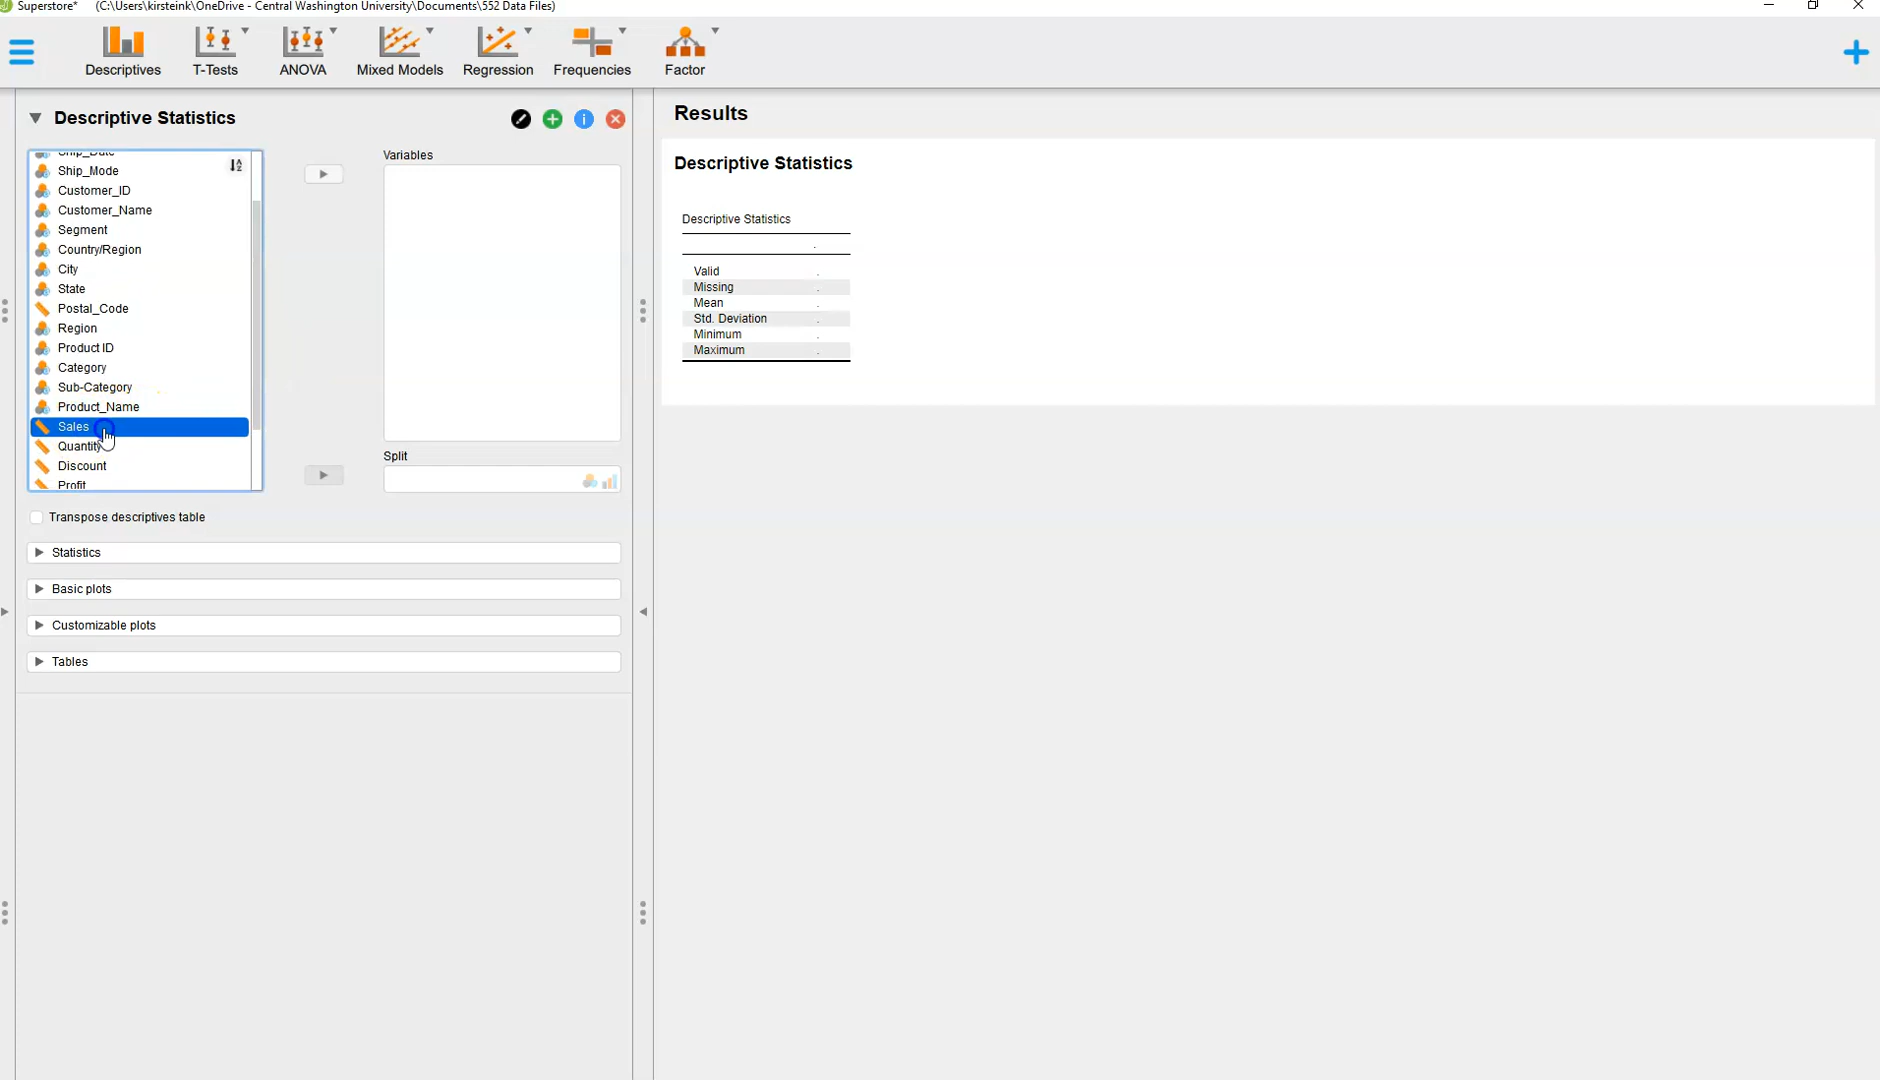 Superstore* (C:\Users\kirsteink\OneDrive - Central Washington University\Documents\552 Data Files)
Descriptives T-Tests ANOVA Mixed Models Regression Frequencies Factor
Descriptive Statistics
Ship_Date
Ship_Mode
Customer_ID
Customer_Name
Segment
Country/Region
City
State
Postal_Code
Region
Product ID
Category
Sub-Category
Product_Name
Sales
Quantity
Discount
Profit
Variables
Split
Transpose descriptives table
Statistics
Basic plots
Customizable plots
Tables
Results
Descriptive Statistics
Descriptive Statistics
.
Valid .
Missing .
Mean .
Std. Deviation .
Minimum .
Maximum .